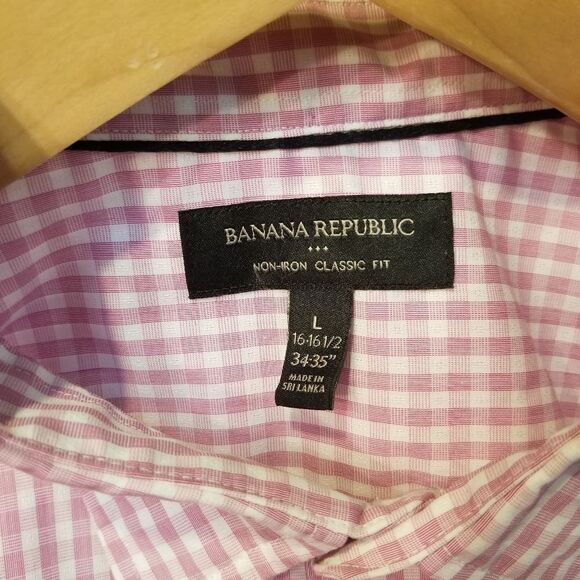 BANANA REPUBLIC
NON-IRON CLASSIC FIT
L
16-16 1/2
34-35"
MADE IN
SRI LANKA